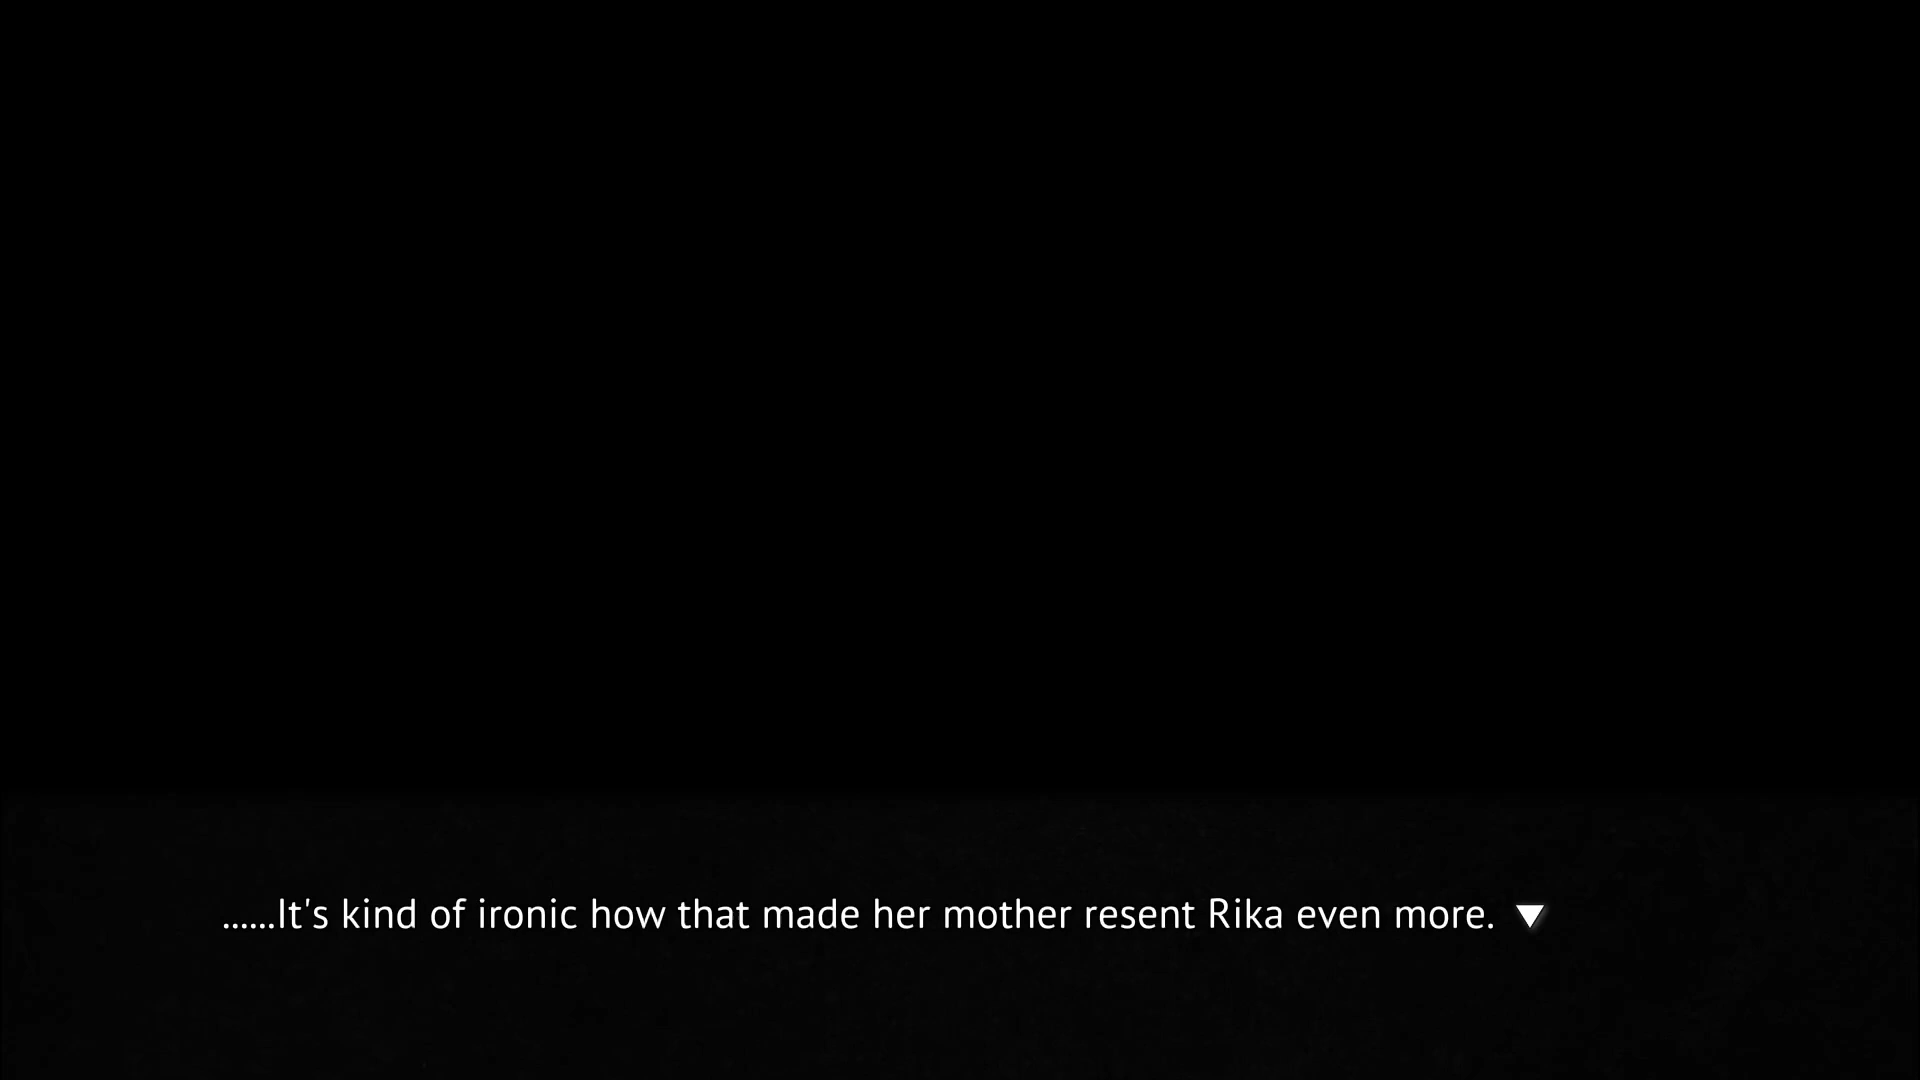 ......It's kind of ironic how that made her mother resent Rika even more.